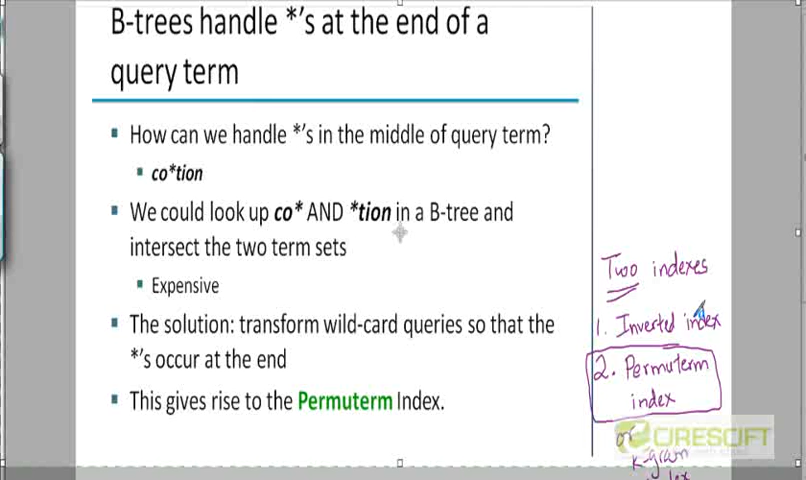 B-trees handle *'s at the end of a
query term
▪ How can we handle *'s in the middle of query term?
▪ co*tion
▪ We could look up co* AND *tion in a B-tree and
intersect the two term sets
▪ Expensive
▪ The solution: transform wild-card queries so that the
*'s occur at the end
▪ This gives rise to the Permuterm Index.
Two indexes
1. Inverted index
2. Permuterm
index
or
k-gram